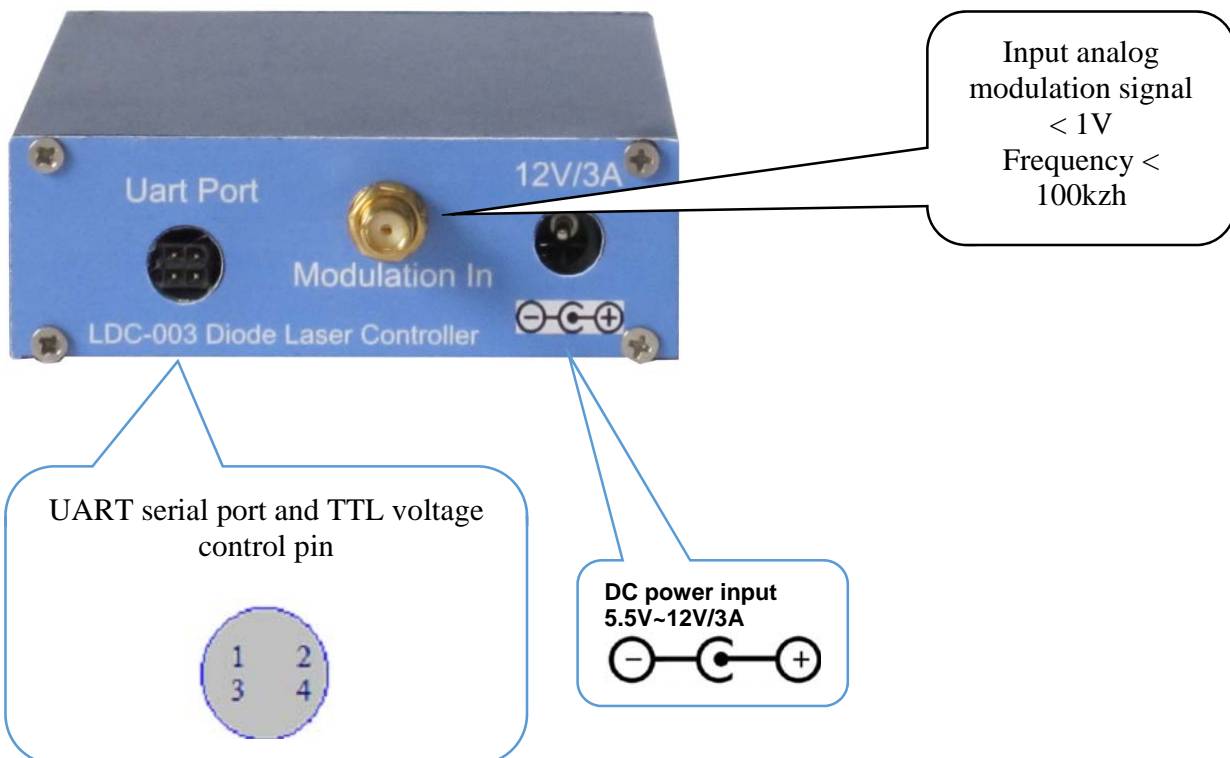 Input analog
modulation signal
< 1V
Frequency <
100kzh
12V/3A
Uart Port
Modulation In
LDC-003 Diode Laser Controller
UART serial port and TTL voltage
control pin
1 2
3 4
DC power input
5.5V~12V/3A